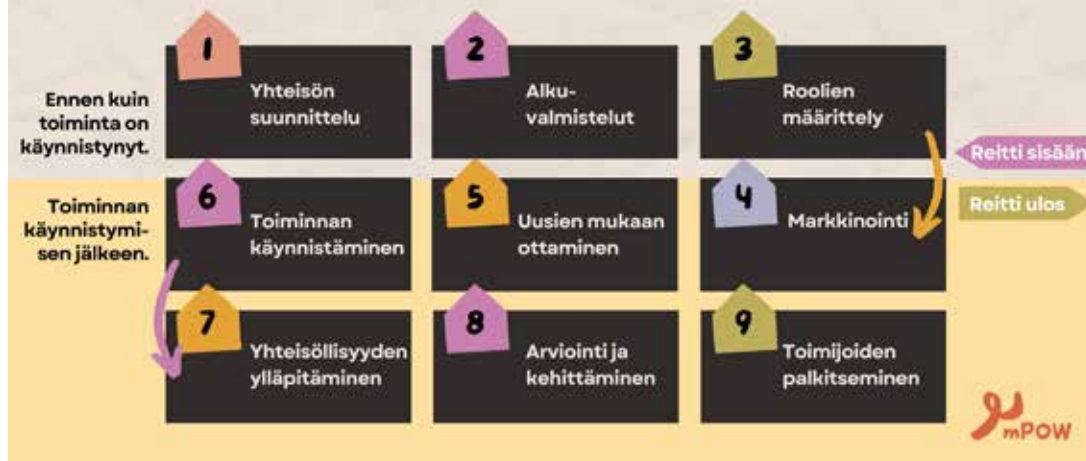 1
Yhteisön
suunnittelu
2
Alku-
valmistelut
3
Roolien
määrittely
Ennen kuin
toiminta on
käynnistynyt.
Reitti sisään
Reitti ulos
Toiminnan
käynnistymi-
sen jälkeen.
6
Toiminnan
käynnistäminen
5
Uusien mukaan
ottaminen
4
Markkinointi
7
Yhteisöllisyyden
ylläpitäminen
8
Arviointi ja
kehittäminen
9
Toimijoiden
palkitseminen
mPOW